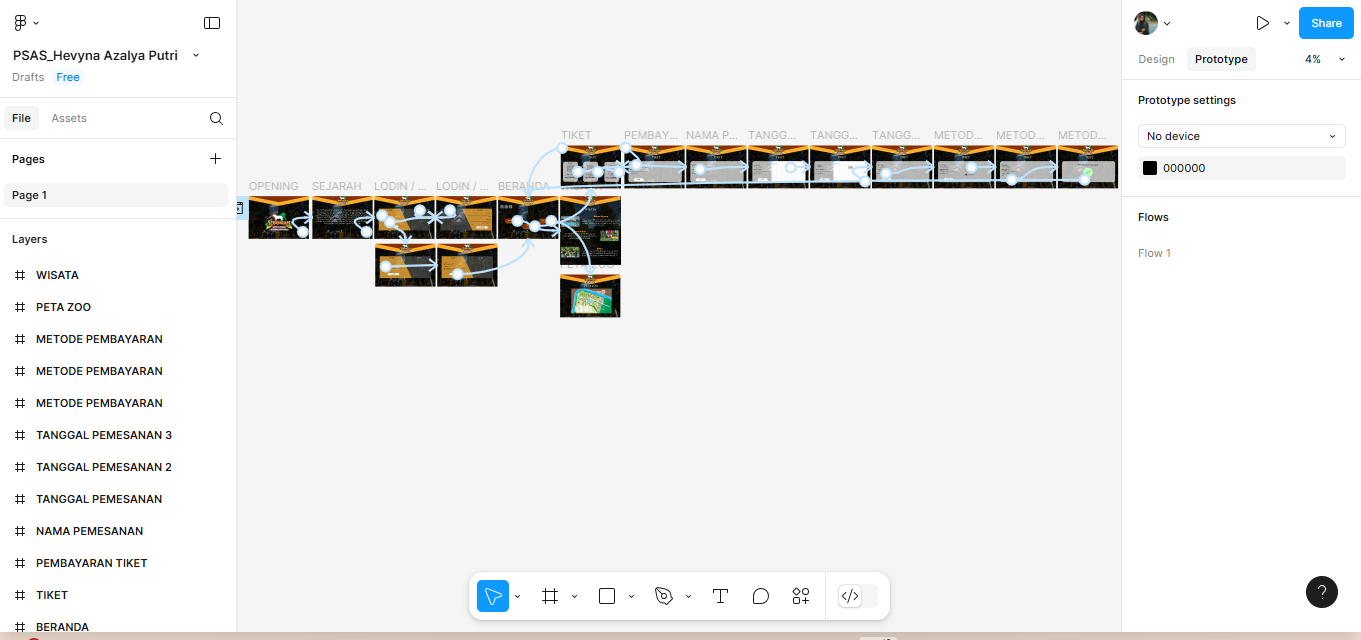 PSAS_Hevyna Azalya Putri
Drafts Free
File Assets
Pages
Page 1
Layers
WISATA
PETA ZOO
METODE PEMBAYARAN
METODE PEMBAYARAN
METODE PEMBAYARAN
TANGGAL PEMESANAN 3
TANGGAL PEMESANAN 2
TANGGAL PEMESANAN
NAMA PEMESANAN
PEMBAYARAN TIKET
TIKET
BERANDA
TIKET PEMBAY... NAMA P... TANGG... TANGG... TANGG... METOD... METOD... METOD...
OPENING SEJARAH LODIN / ... LODIN / ... BERANDA
Share
Design Prototype 4%
Prototype settings
No device
000000
Flows
Flow 1
?